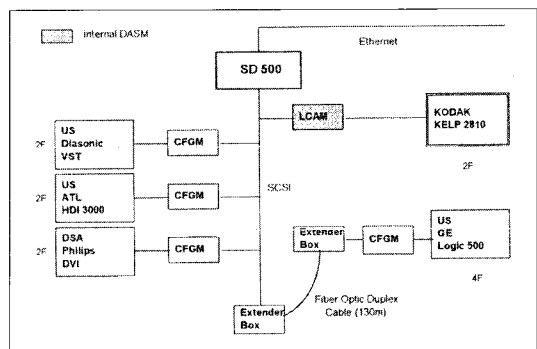 internal DASM
Ethernet
SD 500
LCAM
KODAK
KELP 2810
2F
US
Diasonic
VST
2F
CFGM
US
ATL
HDI 3000
2F
CFGM
SCSI
DSA
Philips
DVI
2F
CFGM
Extender
Box
CFGM
US
GE
Logic 500
4F
Extender
Box
Fiber Optic Duplex
Cable (130m)